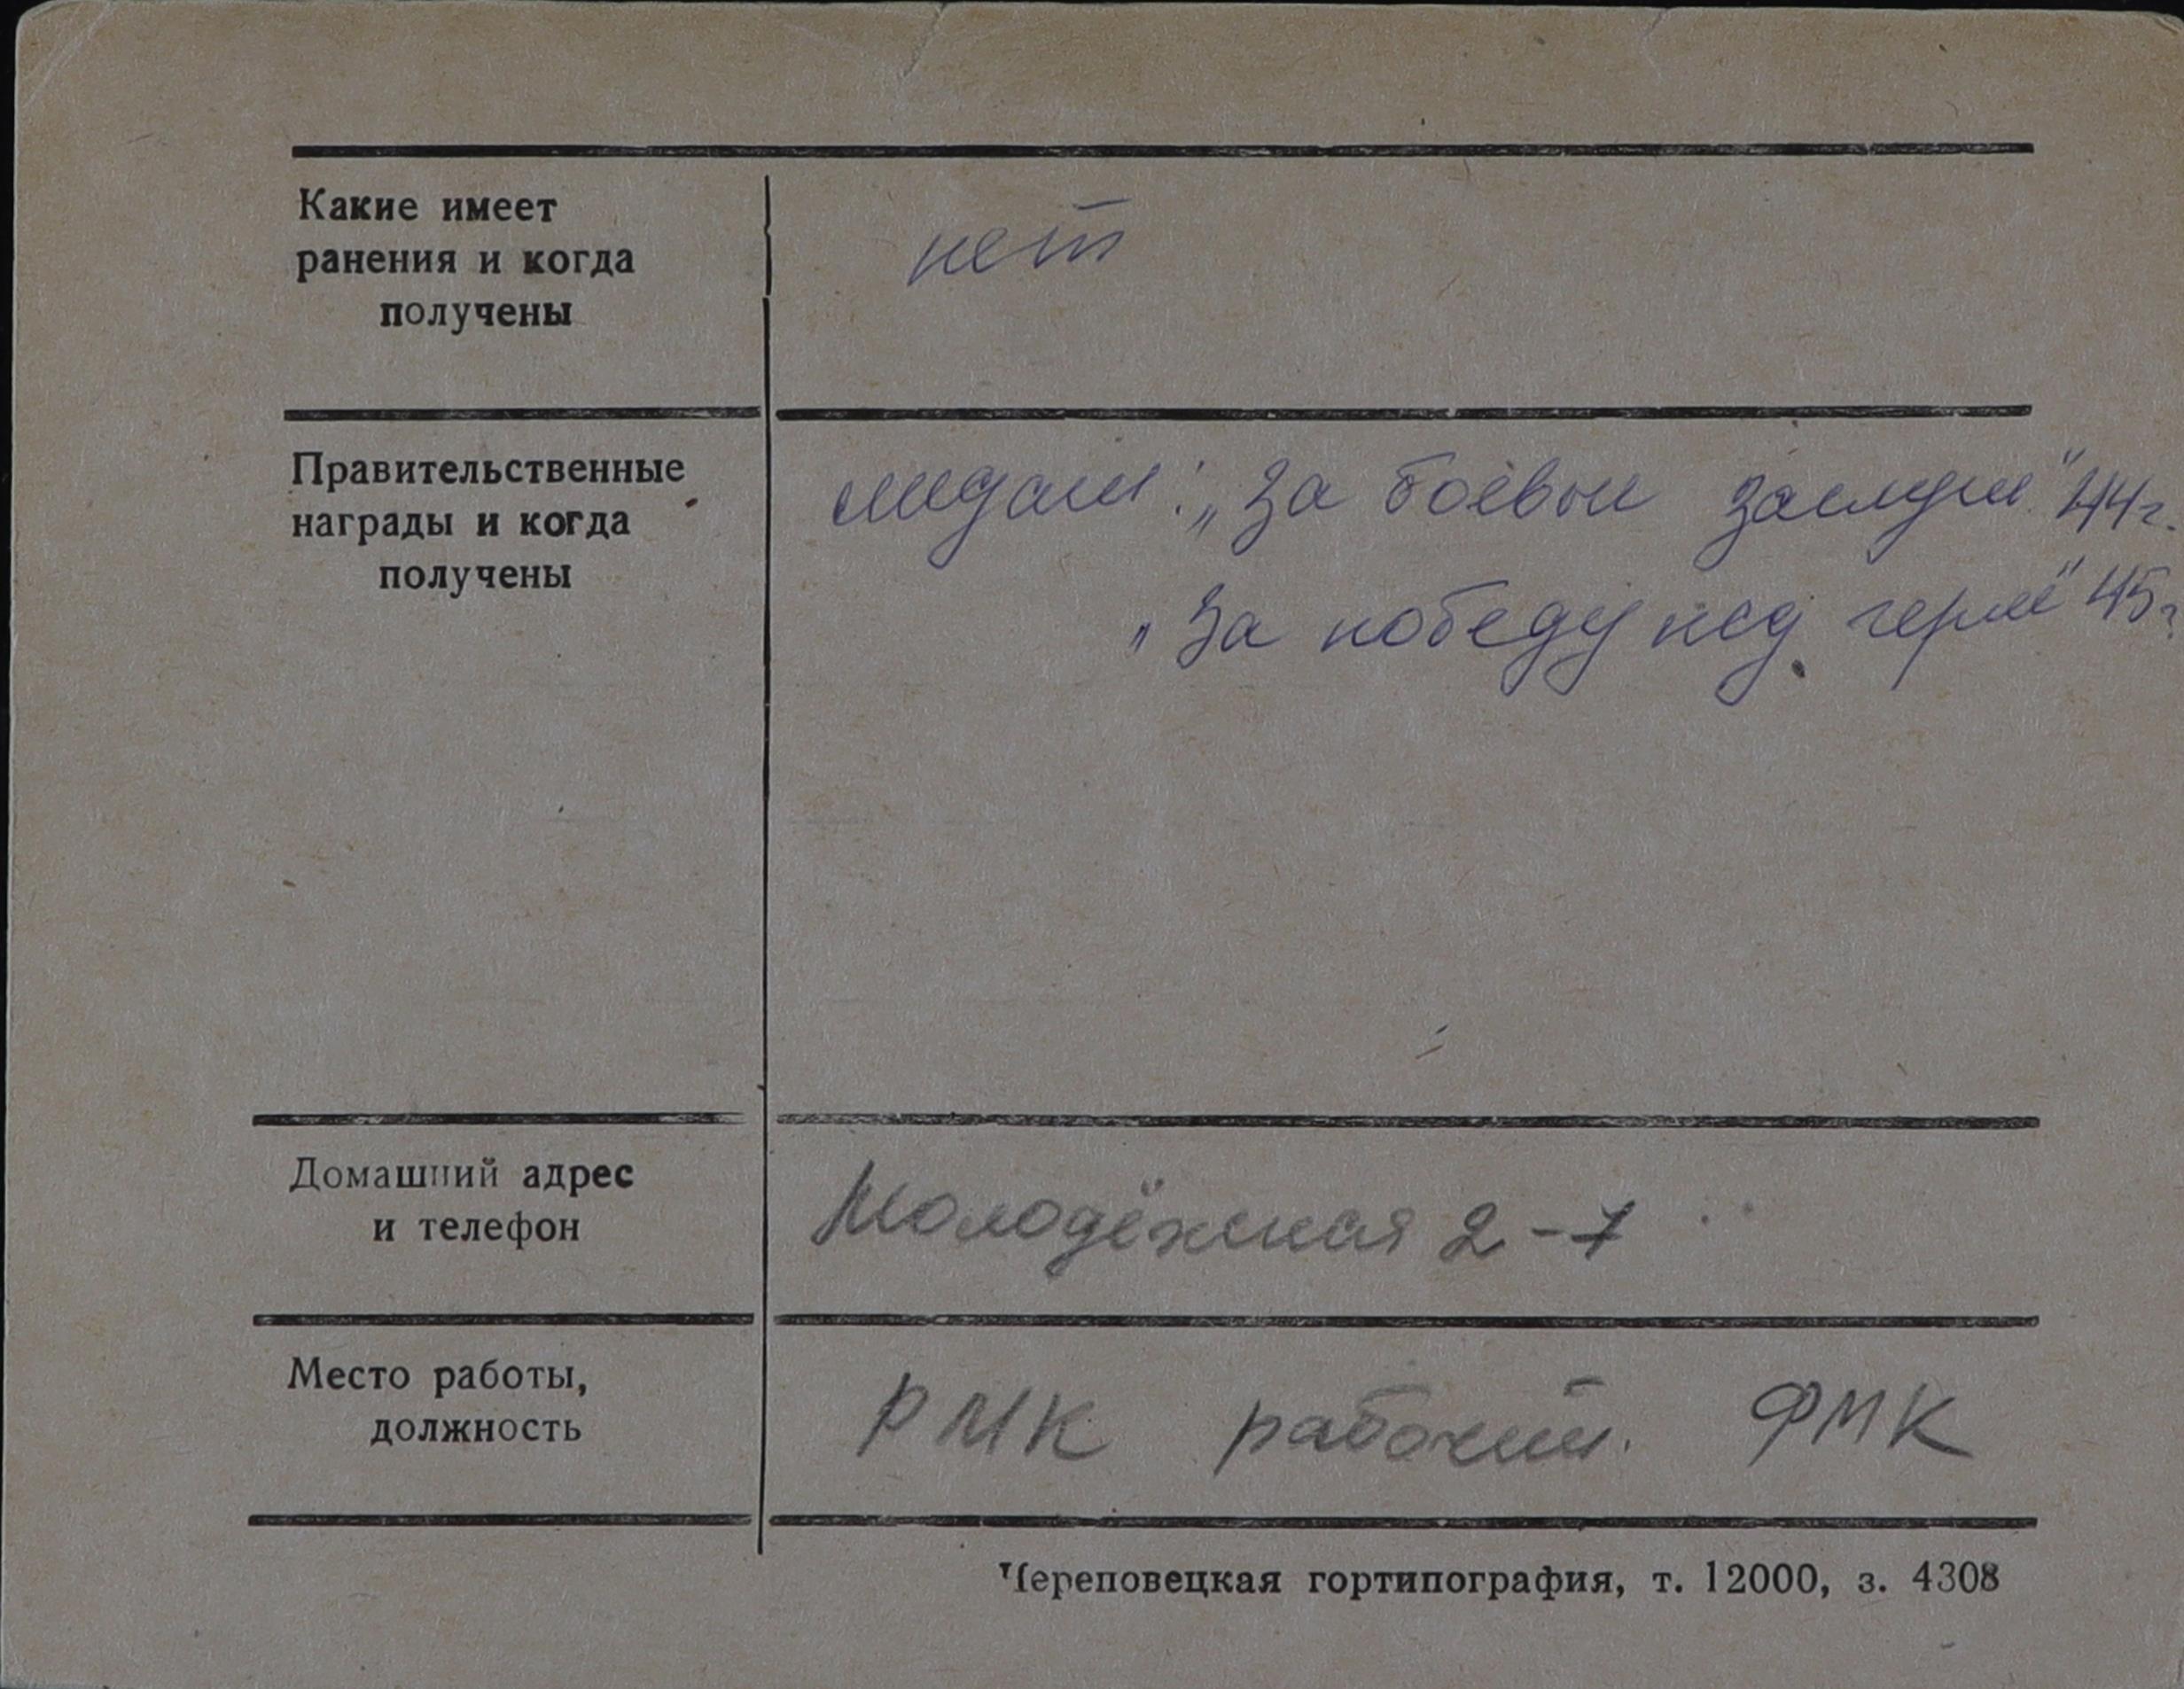 Какие имеет
ранения и когда
получены
нет
Правительственные
награды и когда
получены
медали: „За боевые заслуги" 44г.
„За победу над герм" 45г
Домашний адрес
и телефон
Молодёжная 2-7
Место работы,
должность
РМК рабочий. ФМК
Череповецкая гортипография, т. 12000, з. 4308